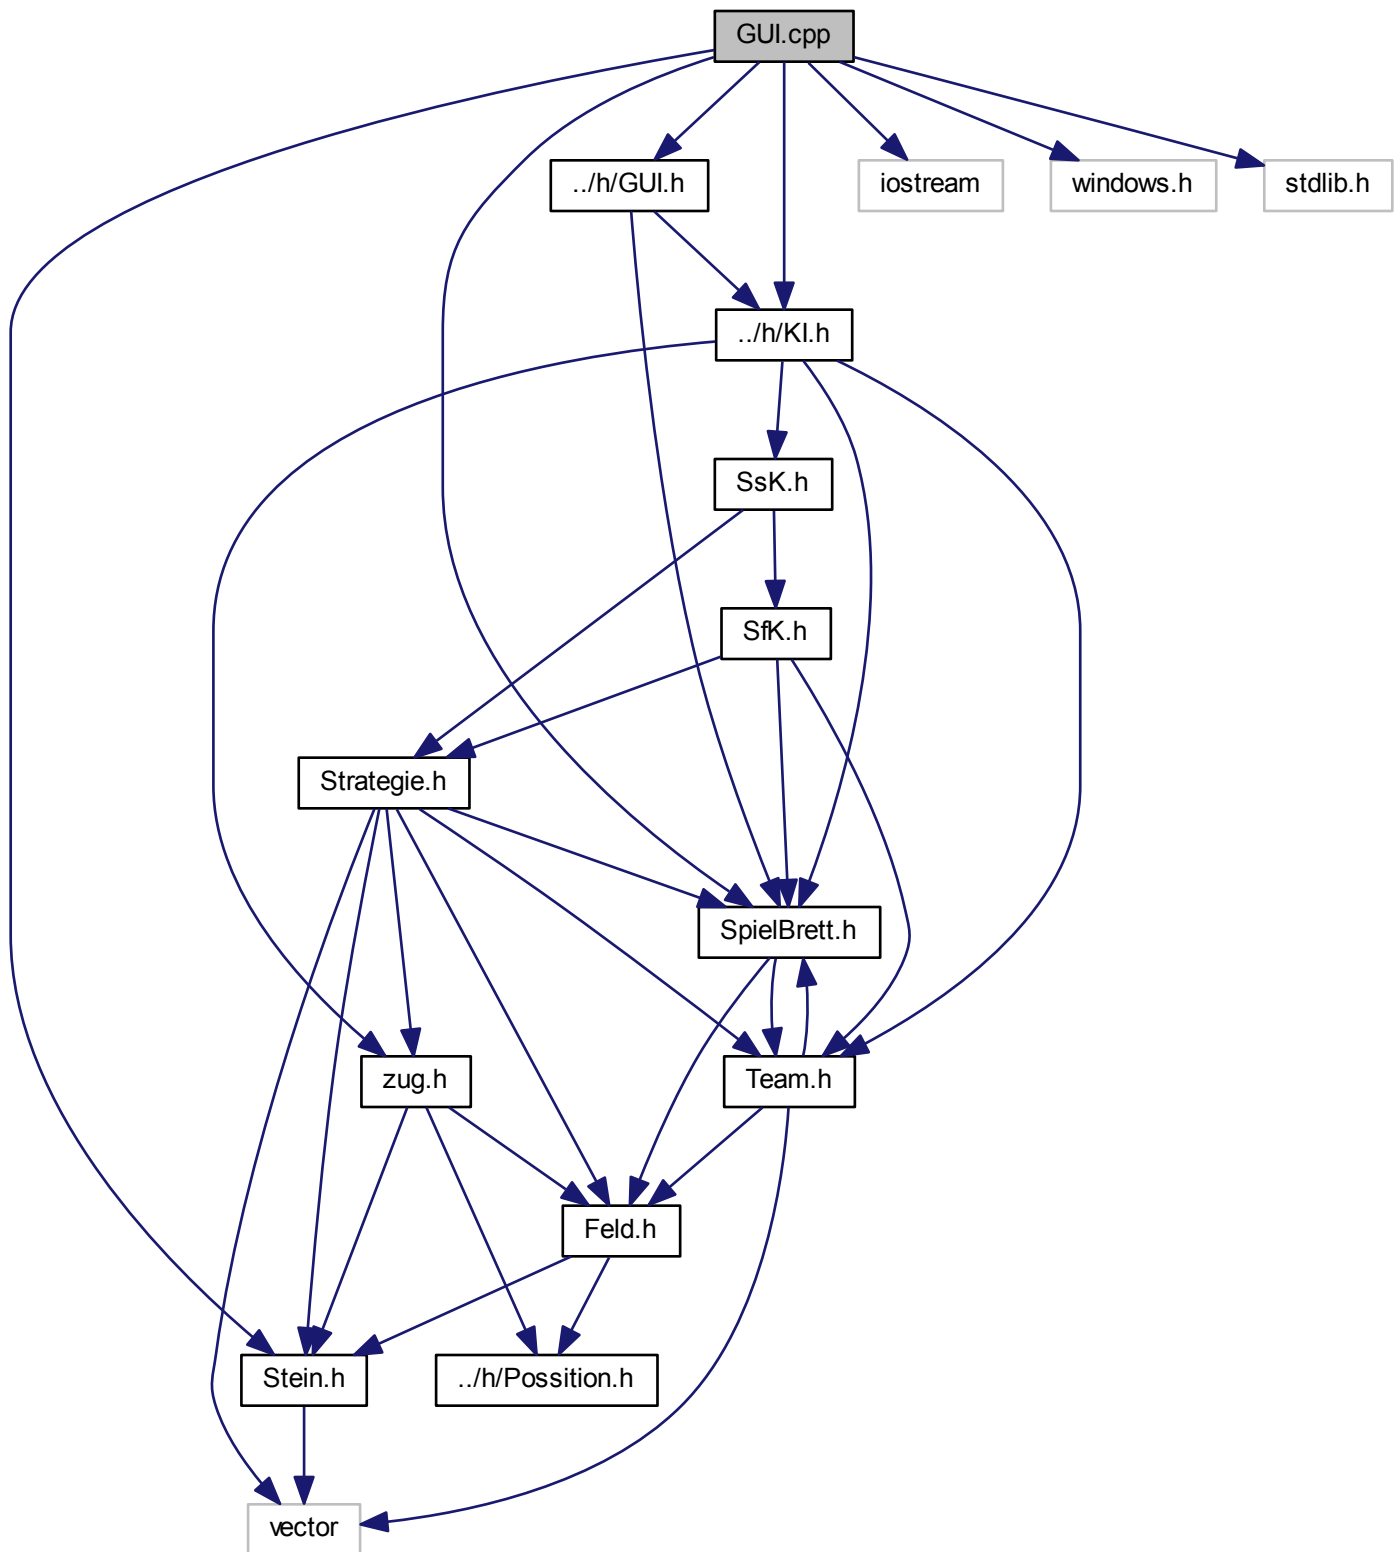 GUI.cpp
../h/GUI.h
iostream
windows.h
stdlib.h
../h/KI.h
SsK.h
SfK.h
Strategie.h
SpielBrett.h
zug.h
Team.h
Feld.h
Stein.h
../h/Possition.h
vector